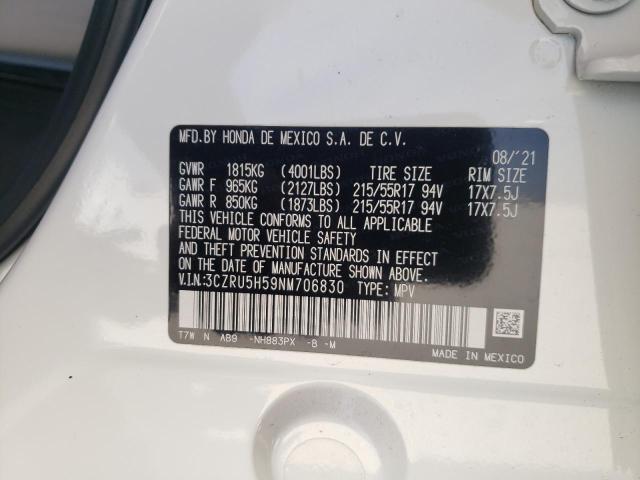 MFD.BY HONDA DE MEXICO S.A. DE C.V.
08/'21
GVWR 1815KG (4001LBS) TIRE SIZE RIM SIZE
GAWR F 965KG (2127LBS) 215/55R17 94V 17X7.5J
GAWR R 850KG (1873LBS) 215/55R17 94V 17X7.5J
THIS VEHICLE CONFORMS TO ALL APPLICABLE
FEDERAL MOTOR VEHICLE SAFETY
AND THEFT PREVENTION STANDARDS IN EFFECT
ON THE DATE OF MANUFACTURE SHOWN ABOVE.
V.I.N.:3CZRU5H59NM706830 TYPE: MPV
T7W N AB9 -NH883PX -B -M
MADE IN MEXICO